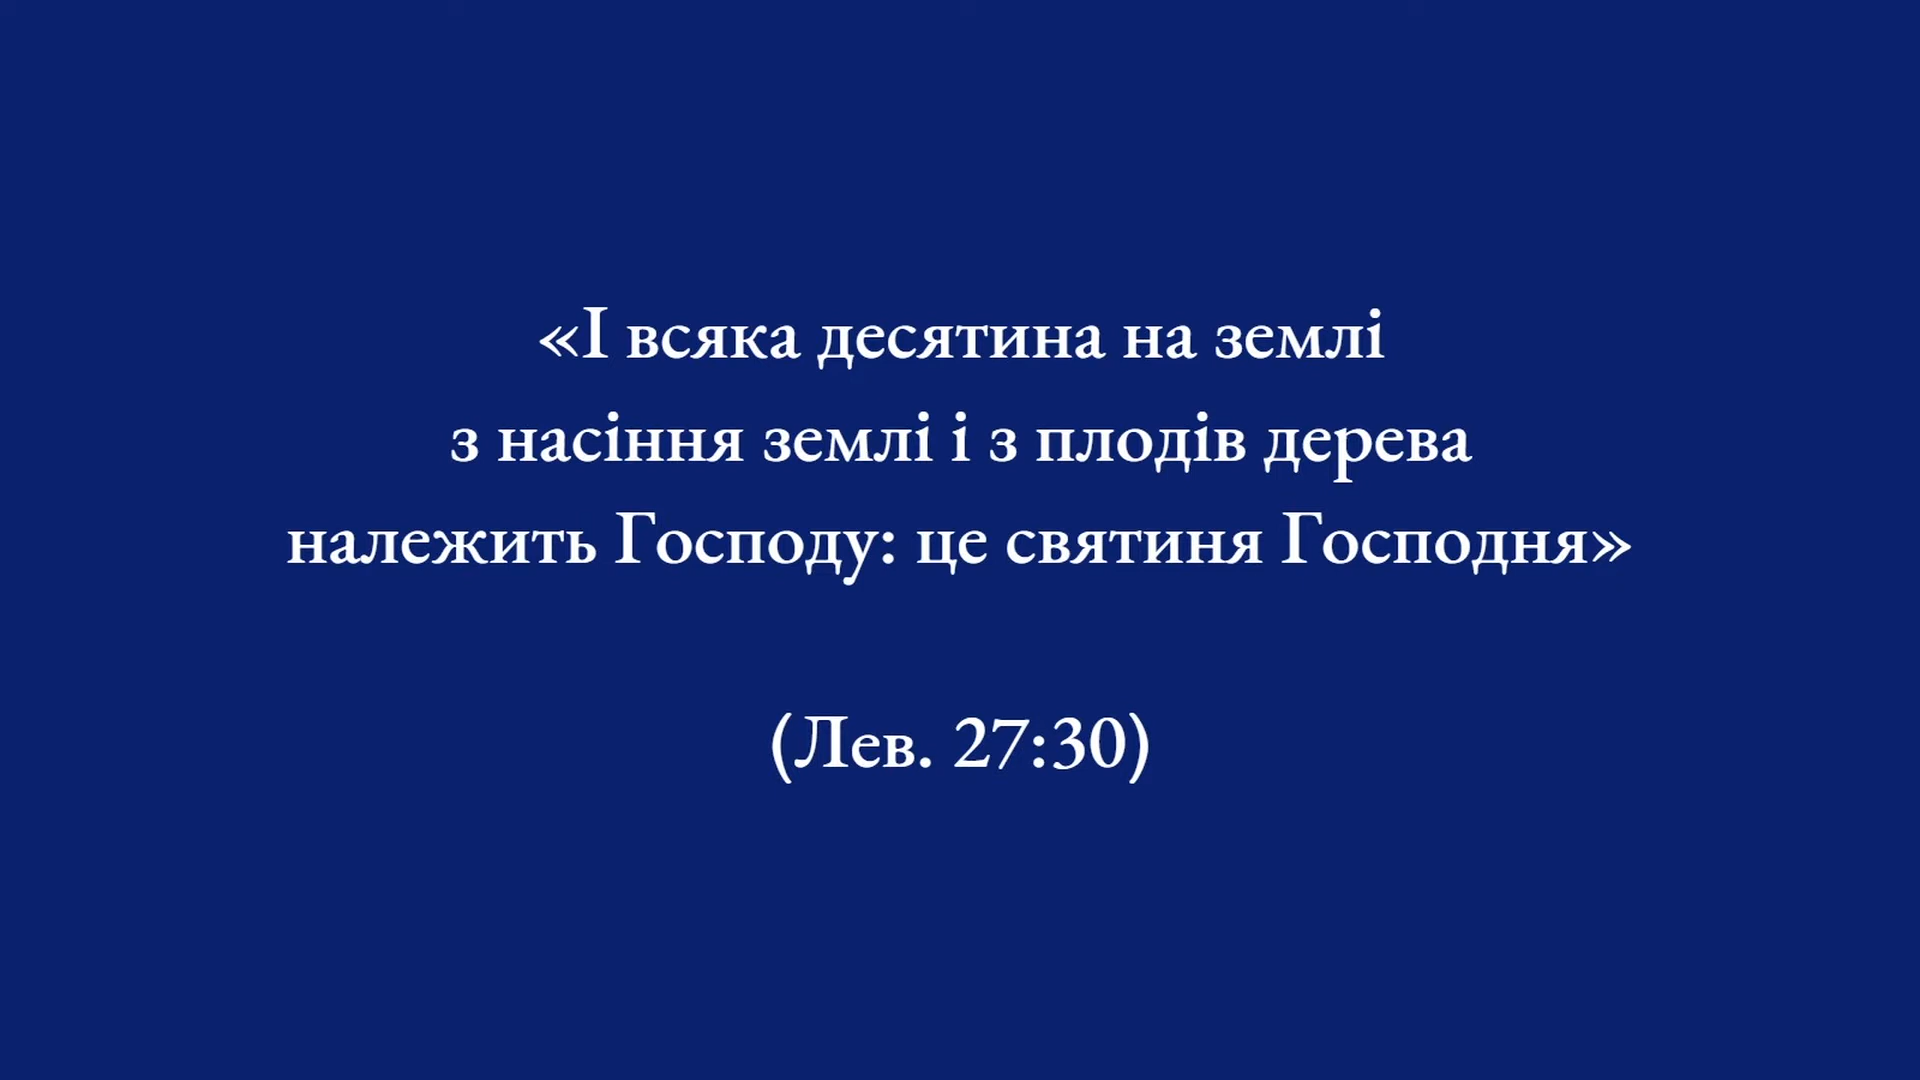 «І всяка десятина на землі
з насіння землі і з плодів дерева
належить Господу: це святиня Господня»
(Лев. 27:30)